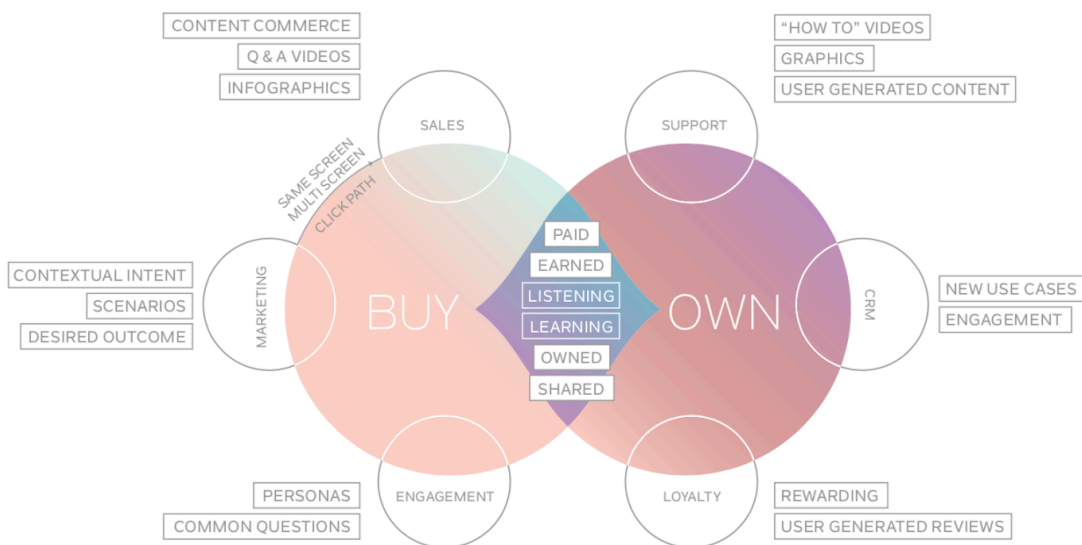 CONTENT COMMERCE
Q & A VIDEOS
INFOGRAPHICS
"HOW TO" VIDEOS
GRAPHICS
USER GENERATED CONTENT
SALES
SUPPORT
SAME SCREEN
MULTI SCREEN
CLICK PATH
PAID
EARNED
LISTENING
LEARNING
OWNED
SHARED
BUY
OWN
CONTEXTUAL INTENT
SCENARIOS
DESIRED OUTCOME
MARKETING
CRM
NEW USE CASES
ENGAGEMENT
PERSONAS
COMMON QUESTIONS
ENGAGEMENT
LOYALTY
REWARDING
USER GENERATED REVIEWS